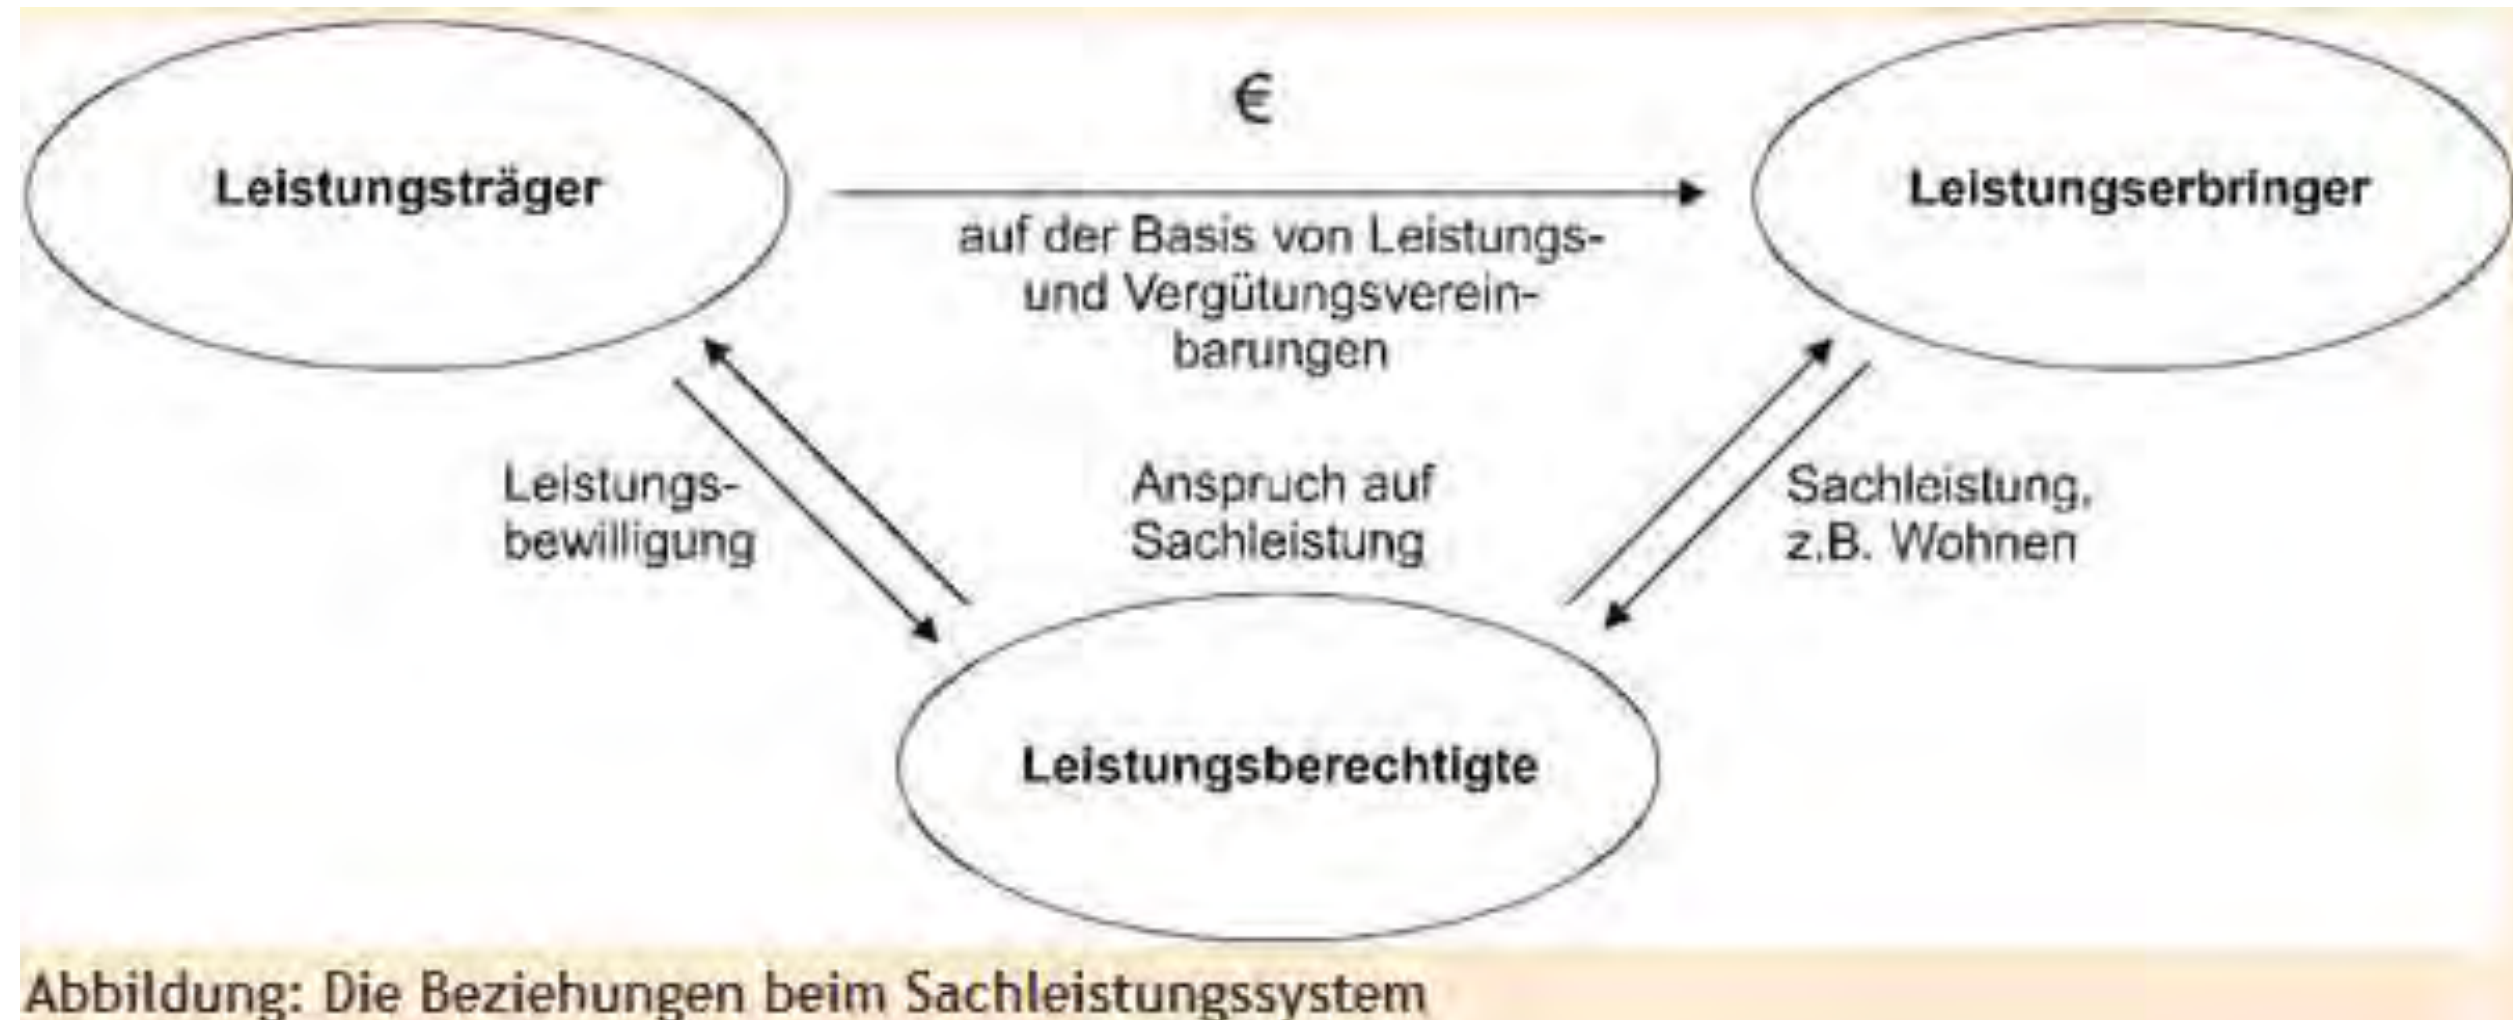 €
Leistungsträger
Leistungserbringer
auf der Basis von Leistungs-
und Vergütungsverein-
barungen
Leistungs-
bewilligung
Anspruch auf
Sachleistung
Sachleistung,
z.B. Wohnen
Leistungsberechtigte
Abbildung: Die Beziehungen beim Sachleistungssystem